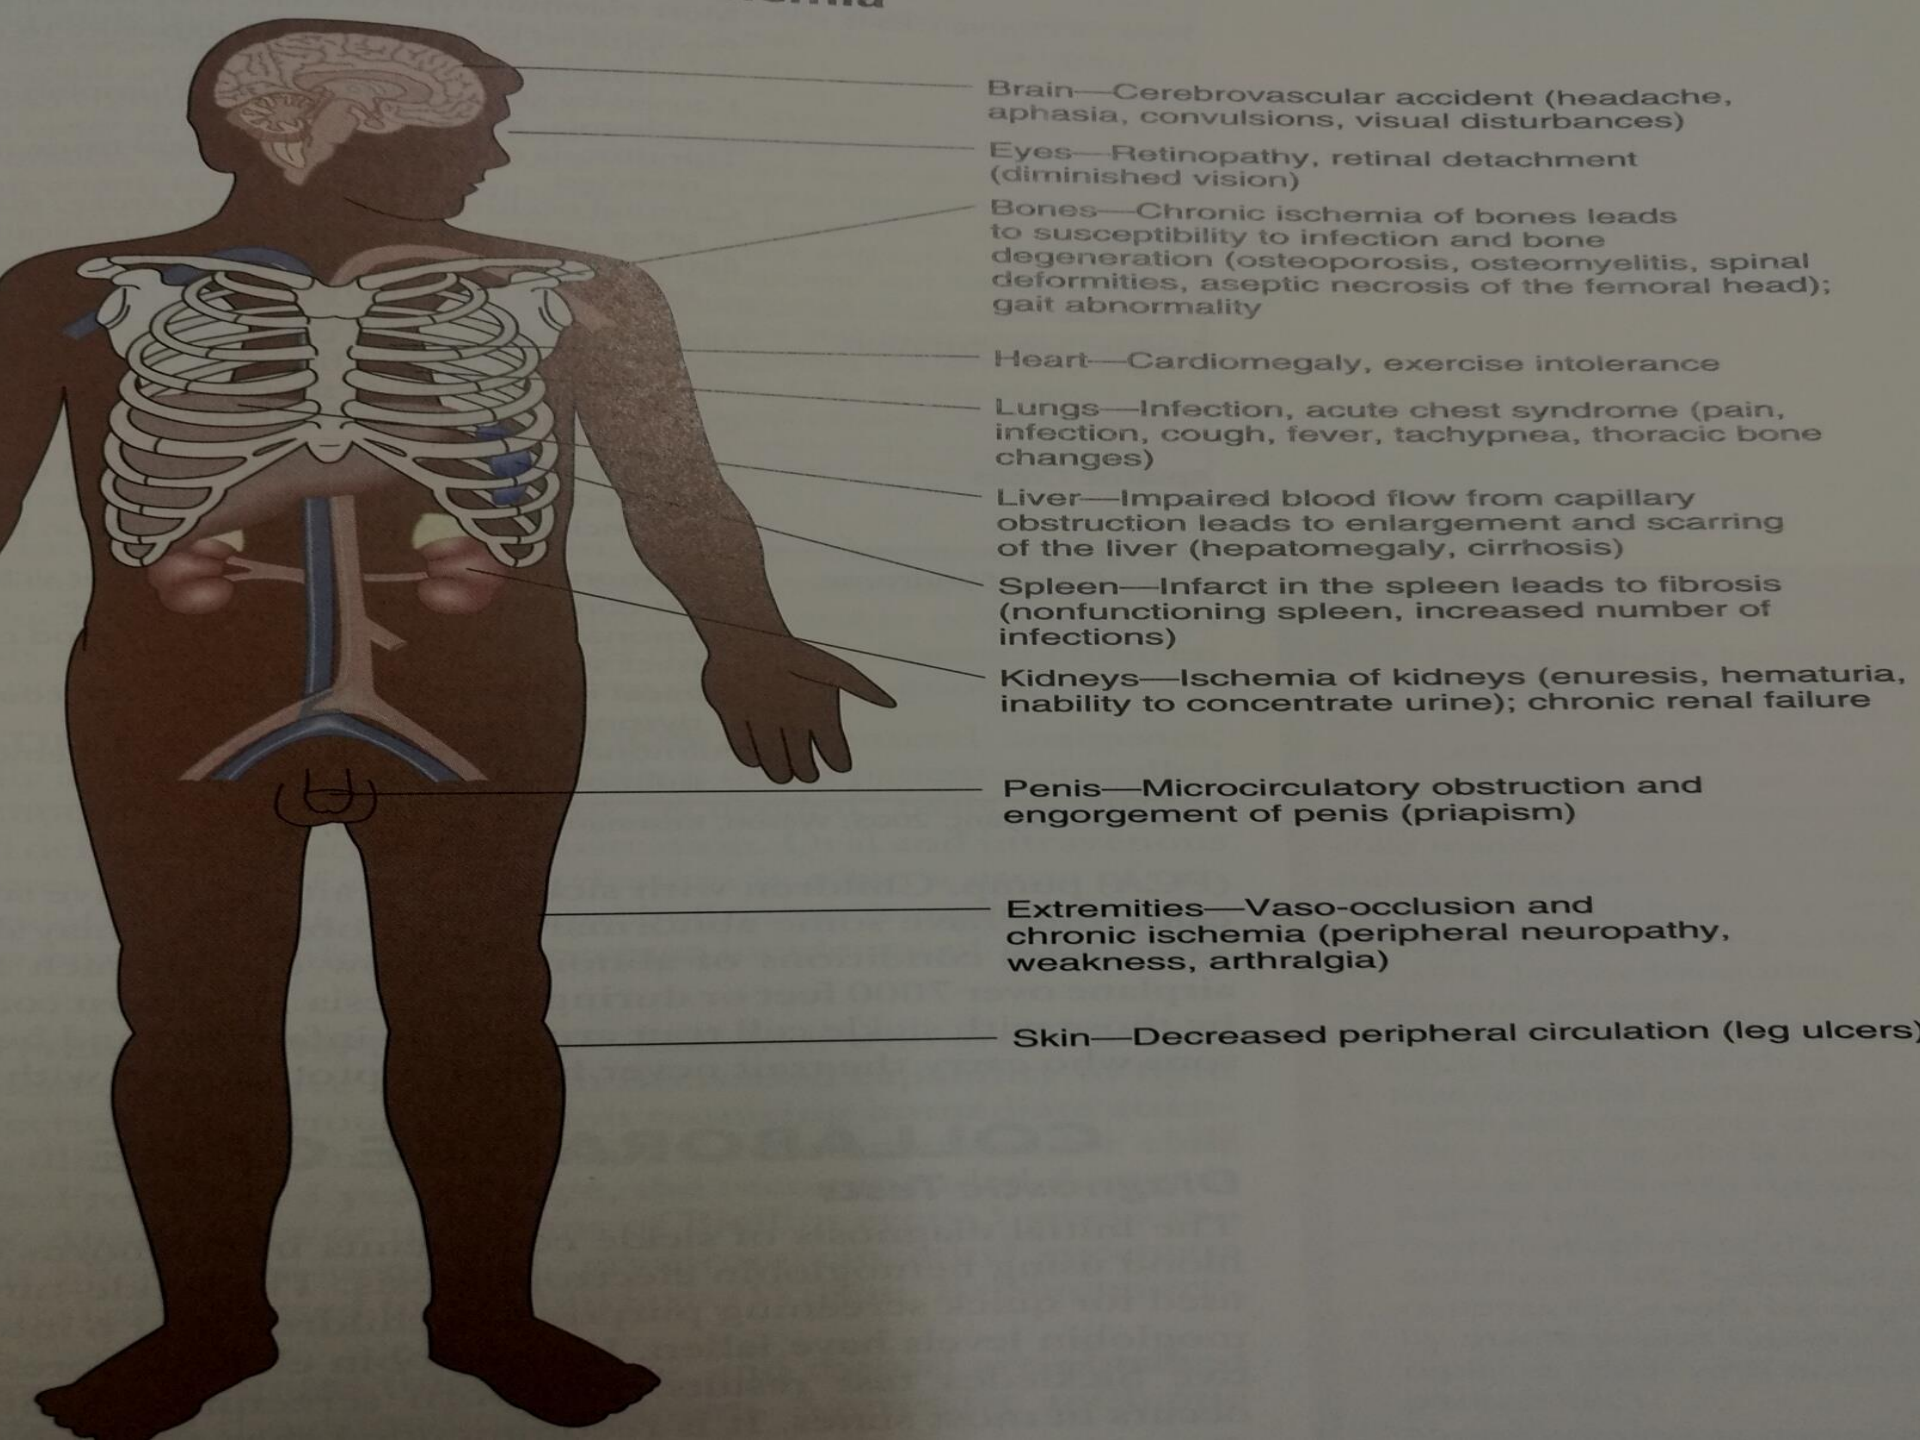 Brain—Cerebrovascular accident (headache,
aphasia, convulsions, visual disturbances)
Eyes—Retinopathy, retinal detachment
(diminished vision)
Bones—Chronic ischemia of bones leads
to susceptibility to infection and bone
degeneration (osteoporosis, osteomyelitis, spinal
deformities, aseptic necrosis of the femoral head);
gait abnormality
Heart—Cardiomegaly, exercise intolerance
Lungs—Infection, acute chest syndrome (pain,
infection, cough, fever, tachypnea, thoracic bone
changes)
Liver—Impaired blood flow from capillary
obstruction leads to enlargement and scarring
of the liver (hepatomegaly, cirrhosis)
Spleen—Infarct in the spleen leads to fibrosis
(nonfunctioning spleen, increased number of
infections)
Kidneys—Ischemia of kidneys (enuresis, hematuria,
inability to concentrate urine); chronic renal failure
Penis—Microcirculatory obstruction and
engorgement of penis (priapism)
Extremities—Vaso-occlusion and
chronic ischemia (peripheral neuropathy,
weakness, arthralgia)
Skin—Decreased peripheral circulation (leg ulcers)